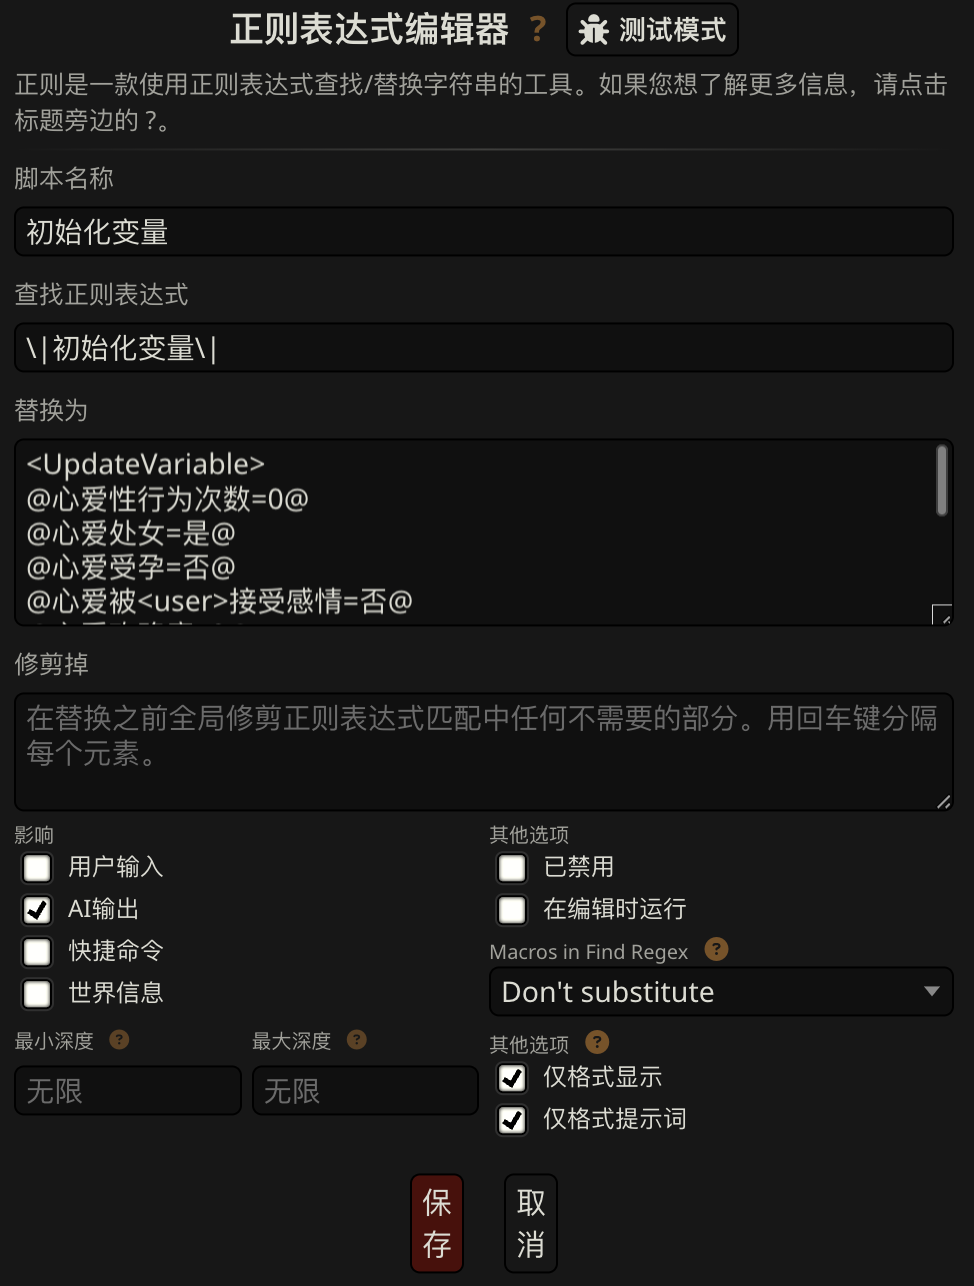 正则表达式编辑器 ? 测试模式
正则是一款使用正则表达式查找/替换字符串的工具。如果您想了解更多信息，请点击
标题旁边的 ?。
脚本名称
初始化变量
查找正则表达式
\|初始化变量\|
替换为
<UpdateVariable>
@心爱性行为次数=0@
@心爱处女=是@
@心爱受孕=否@
@心爱被<user>接受感情=否@
修剪掉
在替换之前全局修剪正则表达式匹配中任何不需要的部分。用回车键分隔
每个元素。
影响
用户输入
AI输出
快捷命令
世界信息
其他选项
已禁用
在编辑时运行
Macros in Find Regex ?
Don't substitute
最小深度 ? 最大深度 ?
无限 无限
其他选项 ?
仅格式显示
仅格式提示词
保存 取消